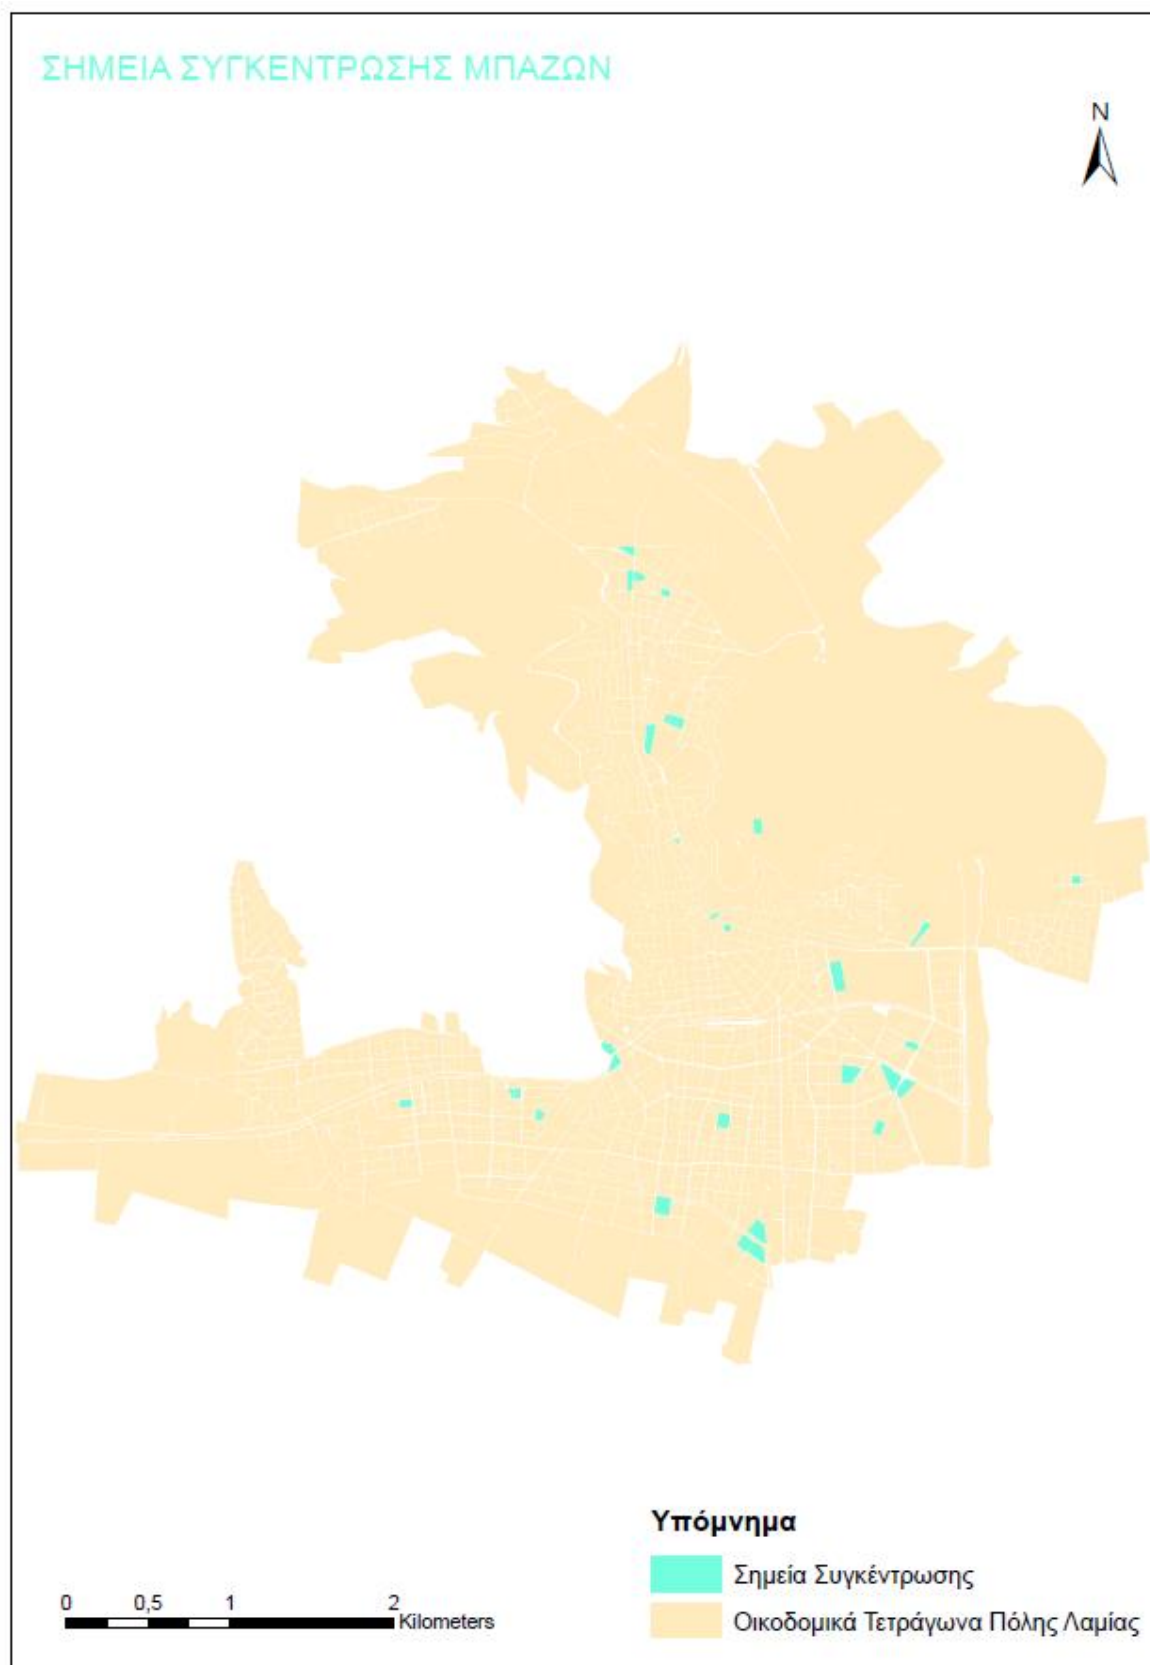 ΣΗΜΕΙΑ ΣΥΓΚΕΝΤΡΩΣΗΣ ΜΠΑΖΩΝ
N
Υπόμνημα
Σημεία Συγκέντρωσης
Οικοδομικά Τετράγωνα Πόλης Λαμίας
0 0,5 1 2
Kilometers